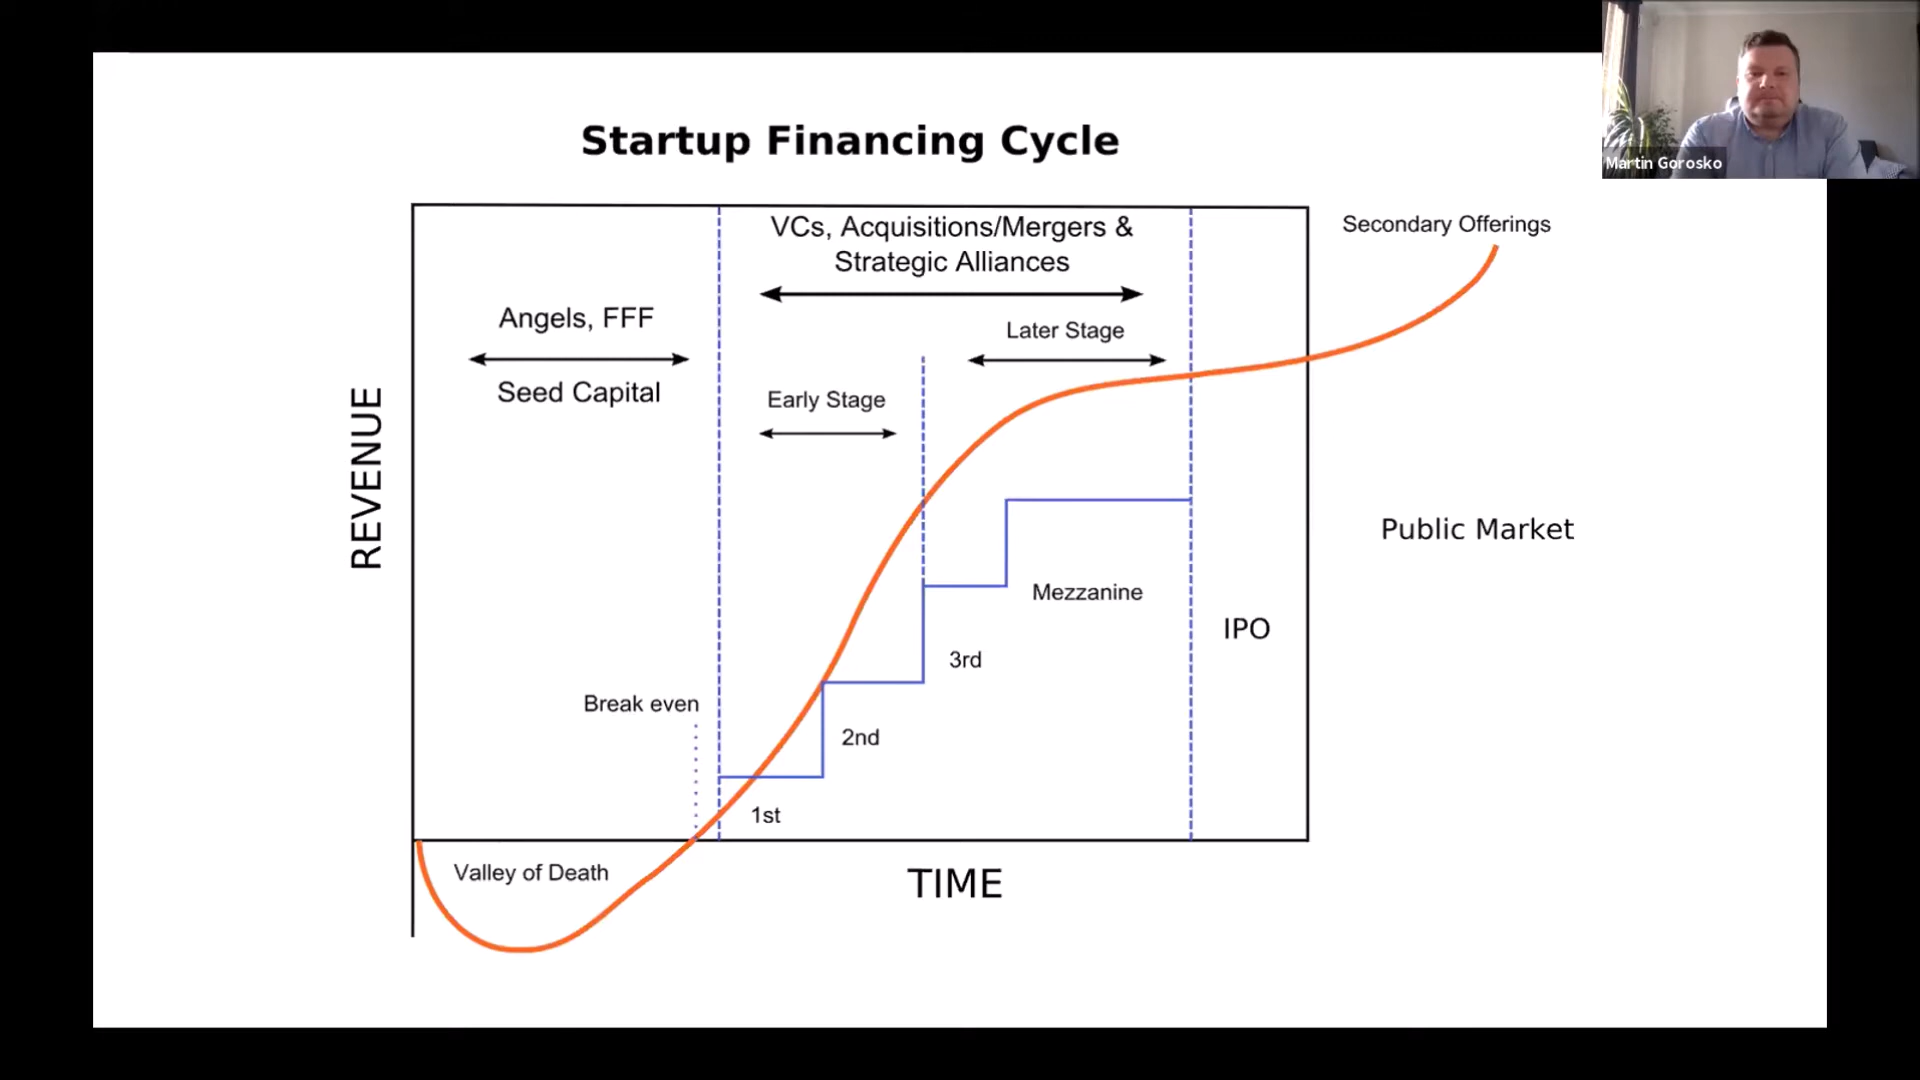 Martin Gorosko
Startup Financing Cycle
VCs, Acquisitions/Mergers &
Strategic Alliances
Secondary Offerings
Angels, FFF
Seed Capital
Later Stage
Early Stage
REVENUE
Public Market
Mezzanine
IPO
3rd
Break even
2nd
1st
Valley of Death
TIME